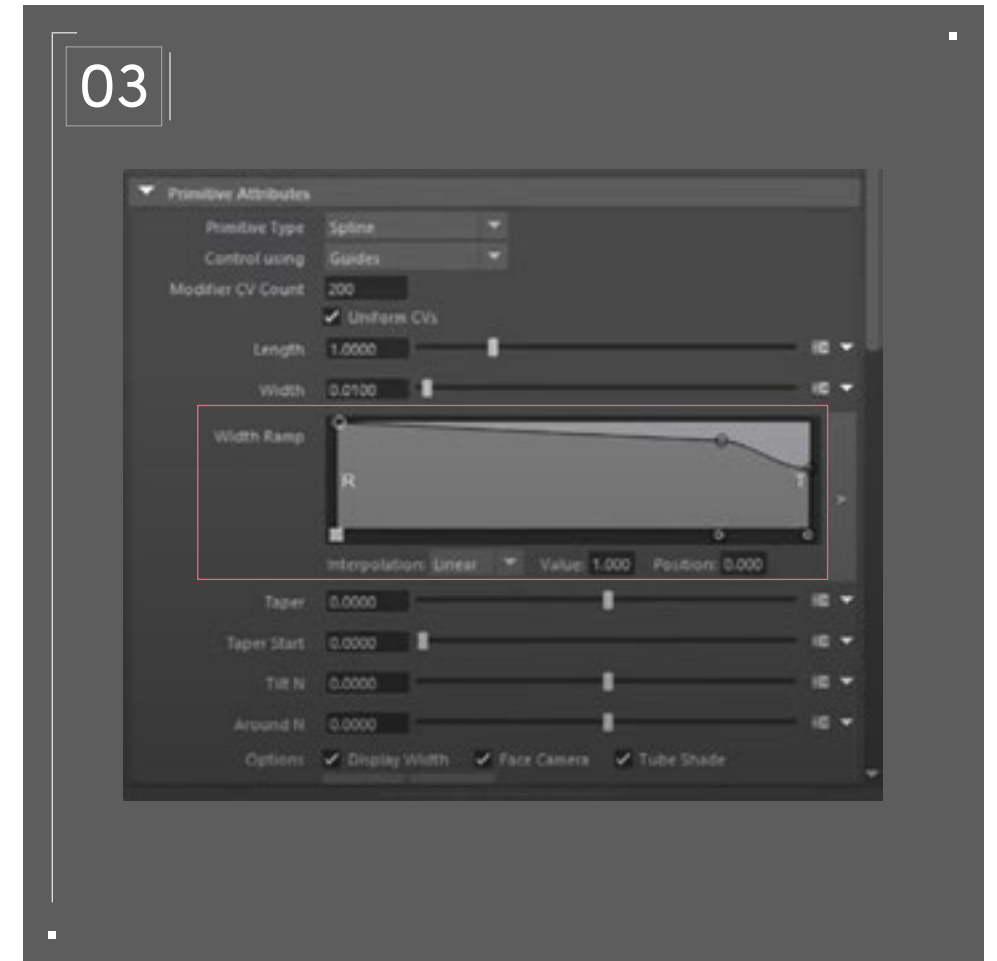 03
Primitive Attributes
Primitive Type Spline
Control using Guides
Modifier CV Count 200
Uniform CVs
Length 1.0000
Width 0.0100
Width Ramp
R T
>
Interpolation: Linear Value: 1.000 Position: 0.000
Taper 0.0000
Taper Start 0.0000
Tilt N 0.0000
Around N 0.0000
Options Display Width Face Camera Tube Shade